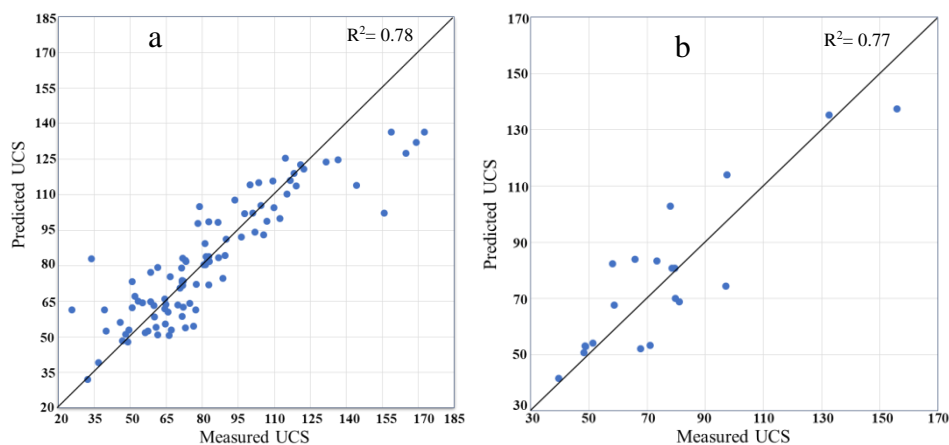 a
R²= 0.78
Predicted UCS
185
170
155
140
125
110
95
80
65
50
35
20
20 35 50 65 80 95 110 125 140 155 170 185
Measured UCS
b
R²= 0.77
Predicted UCS
170
150
130
110
90
70
50
30
30 50 70 90 110 130 150 170
Measured UCS